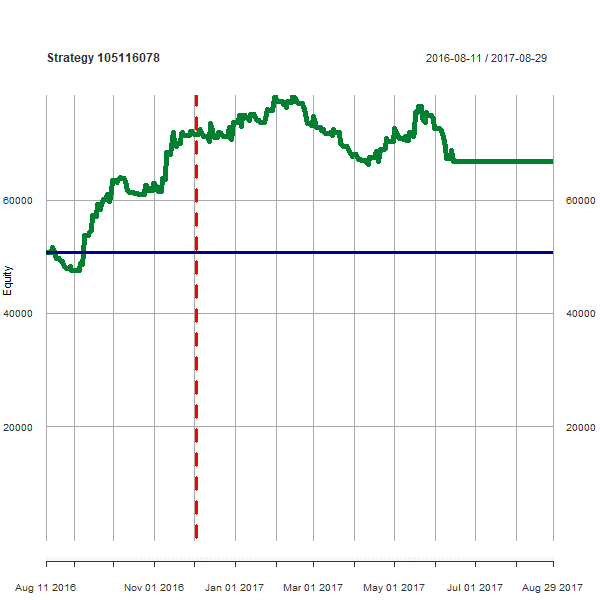 Strategy 105116078
2016-08-11 / 2017-08-29
60000
60000
Equity
40000
40000
20000
20000
Aug 11 2016
Nov 01 2016
Jan 01 2017
Mar 01 2017
May 01 2017
Jul 01 2017
Aug 29 2017